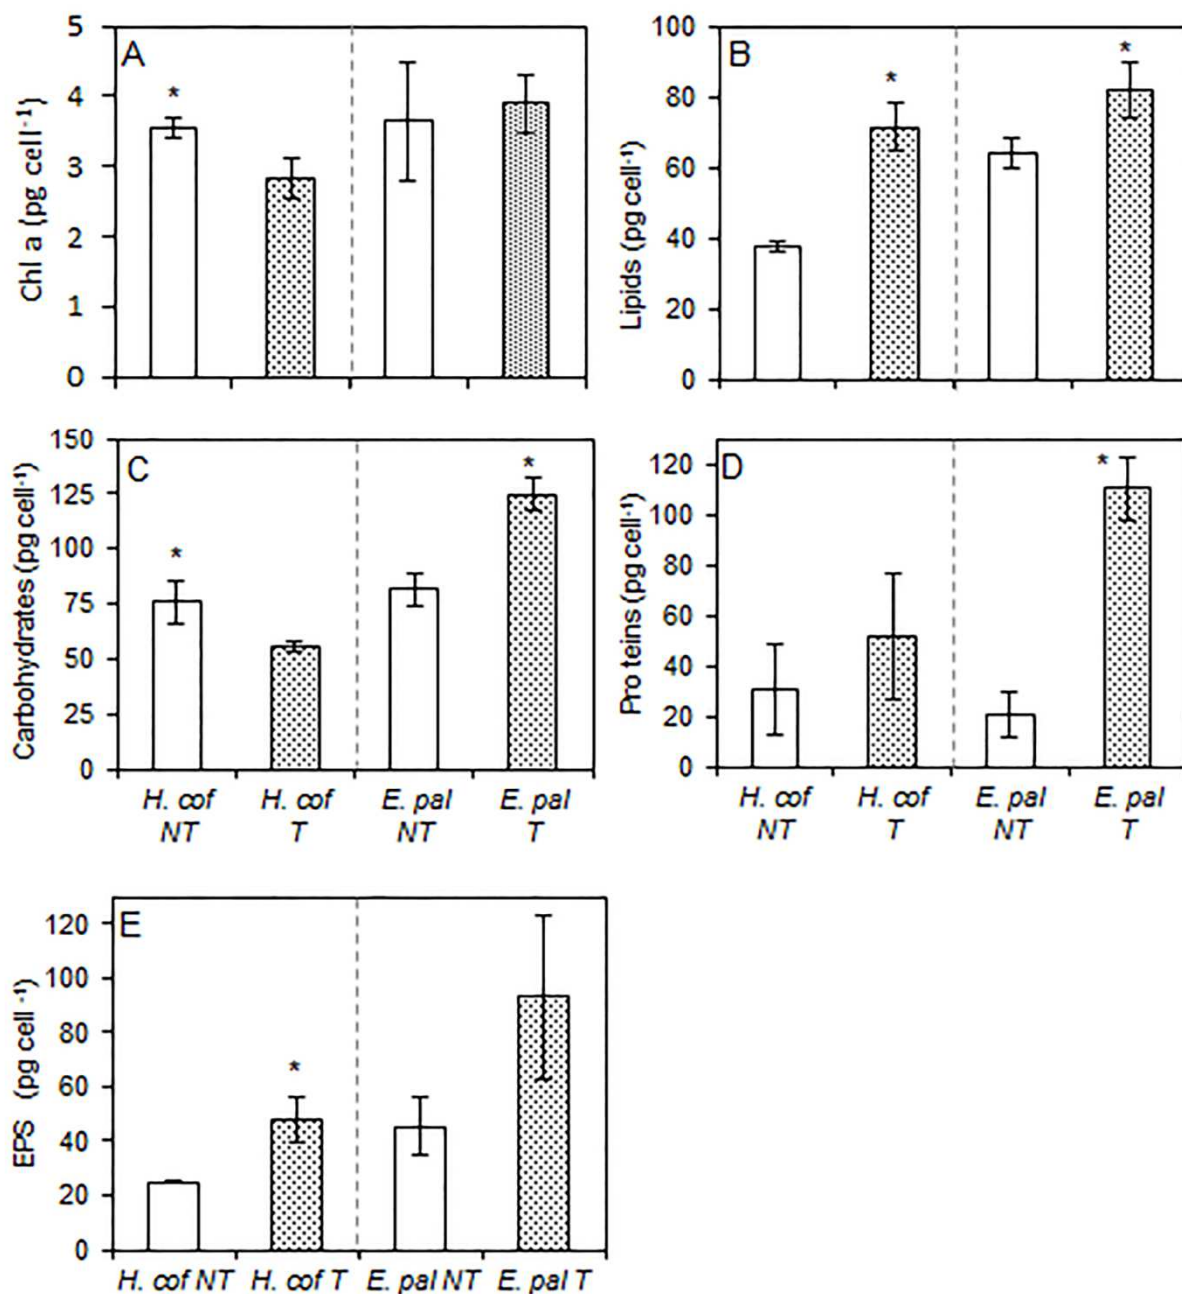 A
Chl a (pg cell-1)
5
4
3
2
1
0
*
B
Lipids (pg cell-1)
100
80
60
40
20
0
*
*
C
Carbohydrates (pg cell-1)
150
125
100
75
50
25
0
*
*
H. cof
NT
H. cof
T
E. pal
NT
E. pal
T
D
Pro teins (pg cell-1)
120
100
80
60
40
20
0
*
H. cof
NT
H. cof
T
E. pal
NT
E. pal
T
E
EPS (pg cell -1)
120
100
80
60
40
20
0
*
H. cof NT H. cof T E. pal NT E. pal T